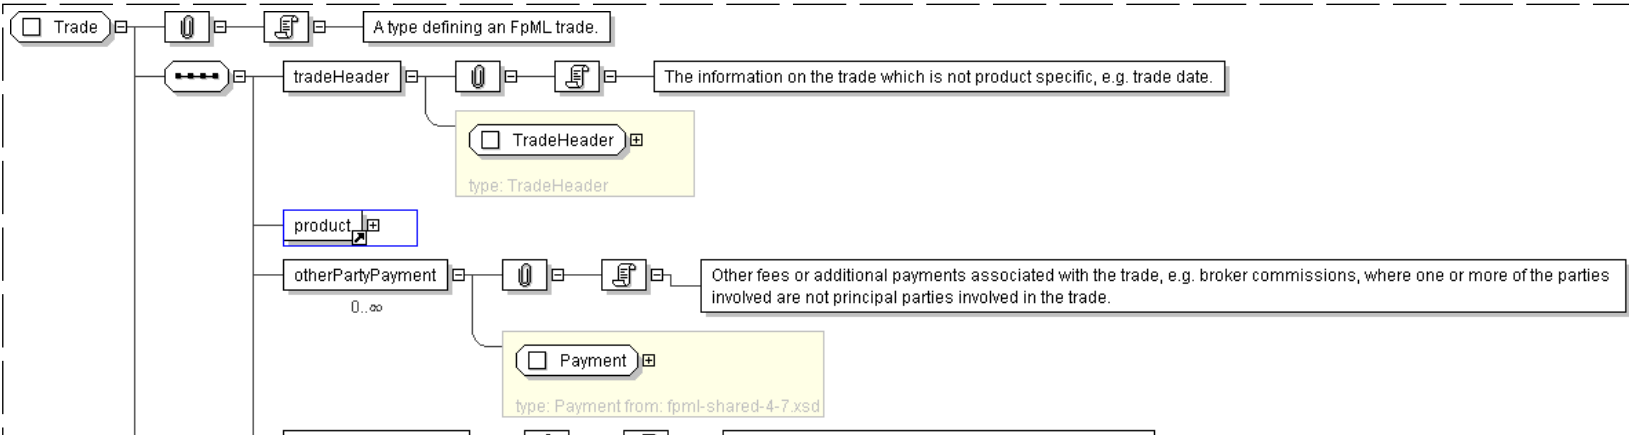 Trade
A type defining an FpML trade.
tradeHeader
The information on the trade which is not product specific, e.g. trade date.
TradeHeader
type: TradeHeader
product
otherPartyPayment
Other fees or additional payments associated with the trade, e.g. broker commissions, where one or more of the parties
involved are not principal parties involved in the trade.
0..∞
Payment
type: Payment from: fpml-shared-4-7.xsd